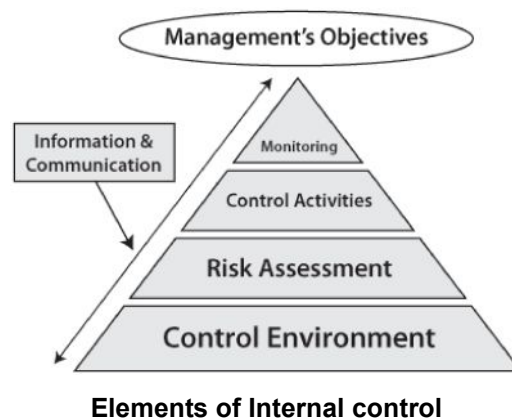 Management's Objectives
Information &
Communication
Monitoring
Control Activities
Risk Assessment
Control Environment
Elements of Internal control